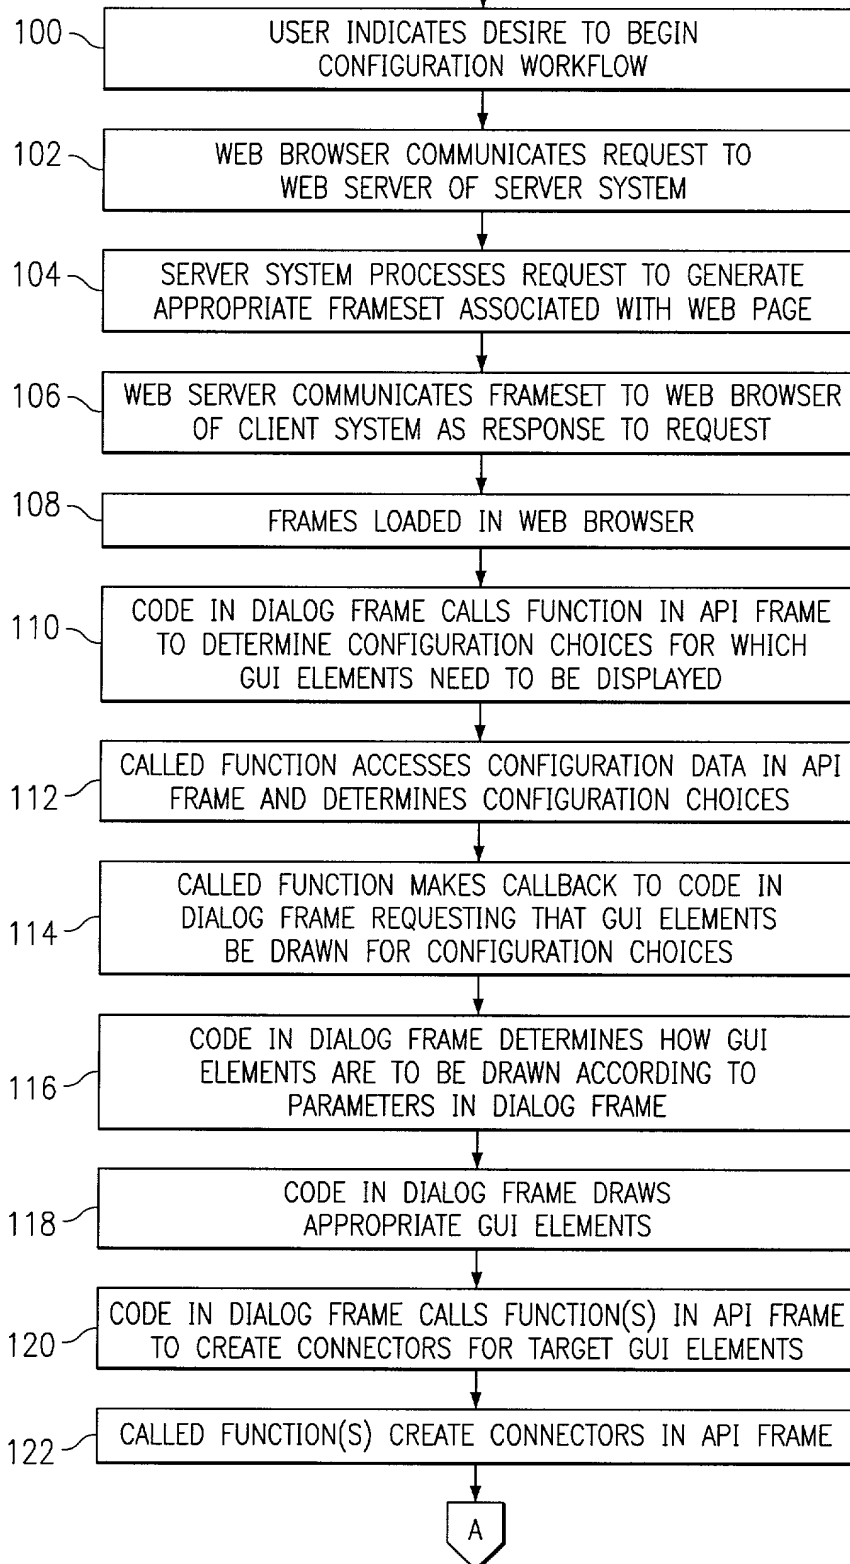 100
USER INDICATES DESIRE TO BEGIN
CONFIGURATION WORKFLOW
102
WEB BROWSER COMMUNICATES REQUEST TO
WEB SERVER OF SERVER SYSTEM
104
SERVER SYSTEM PROCESSES REQUEST TO GENERATE
APPROPRIATE FRAMESET ASSOCIATED WITH WEB PAGE
106
WEB SERVER COMMUNICATES FRAMESET TO WEB BROWSER
OF CLIENT SYSTEM AS RESPONSE TO REQUEST
108
FRAMES LOADED IN WEB BROWSER
110
CODE IN DIALOG FRAME CALLS FUNCTION IN API FRAME
TO DETERMINE CONFIGURATION CHOICES FOR WHICH
GUI ELEMENTS NEED TO BE DISPLAYED
112
CALLED FUNCTION ACCESSES CONFIGURATION DATA IN API
FRAME AND DETERMINES CONFIGURATION CHOICES
114
CALLED FUNCTION MAKES CALLBACK TO CODE IN
DIALOG FRAME REQUESTING THAT GUI ELEMENTS
BE DRAWN FOR CONFIGURATION CHOICES
116
CODE IN DIALOG FRAME DETERMINES HOW GUI
ELEMENTS ARE TO BE DRAWN ACCORDING TO
PARAMETERS IN DIALOG FRAME
118
CODE IN DIALOG FRAME DRAWS
APPROPRIATE GUI ELEMENTS
120
CODE IN DIALOG FRAME CALLS FUNCTION(S) IN API FRAME
TO CREATE CONNECTORS FOR TARGET GUI ELEMENTS
122
CALLED FUNCTION(S) CREATE CONNECTORS IN API FRAME
A